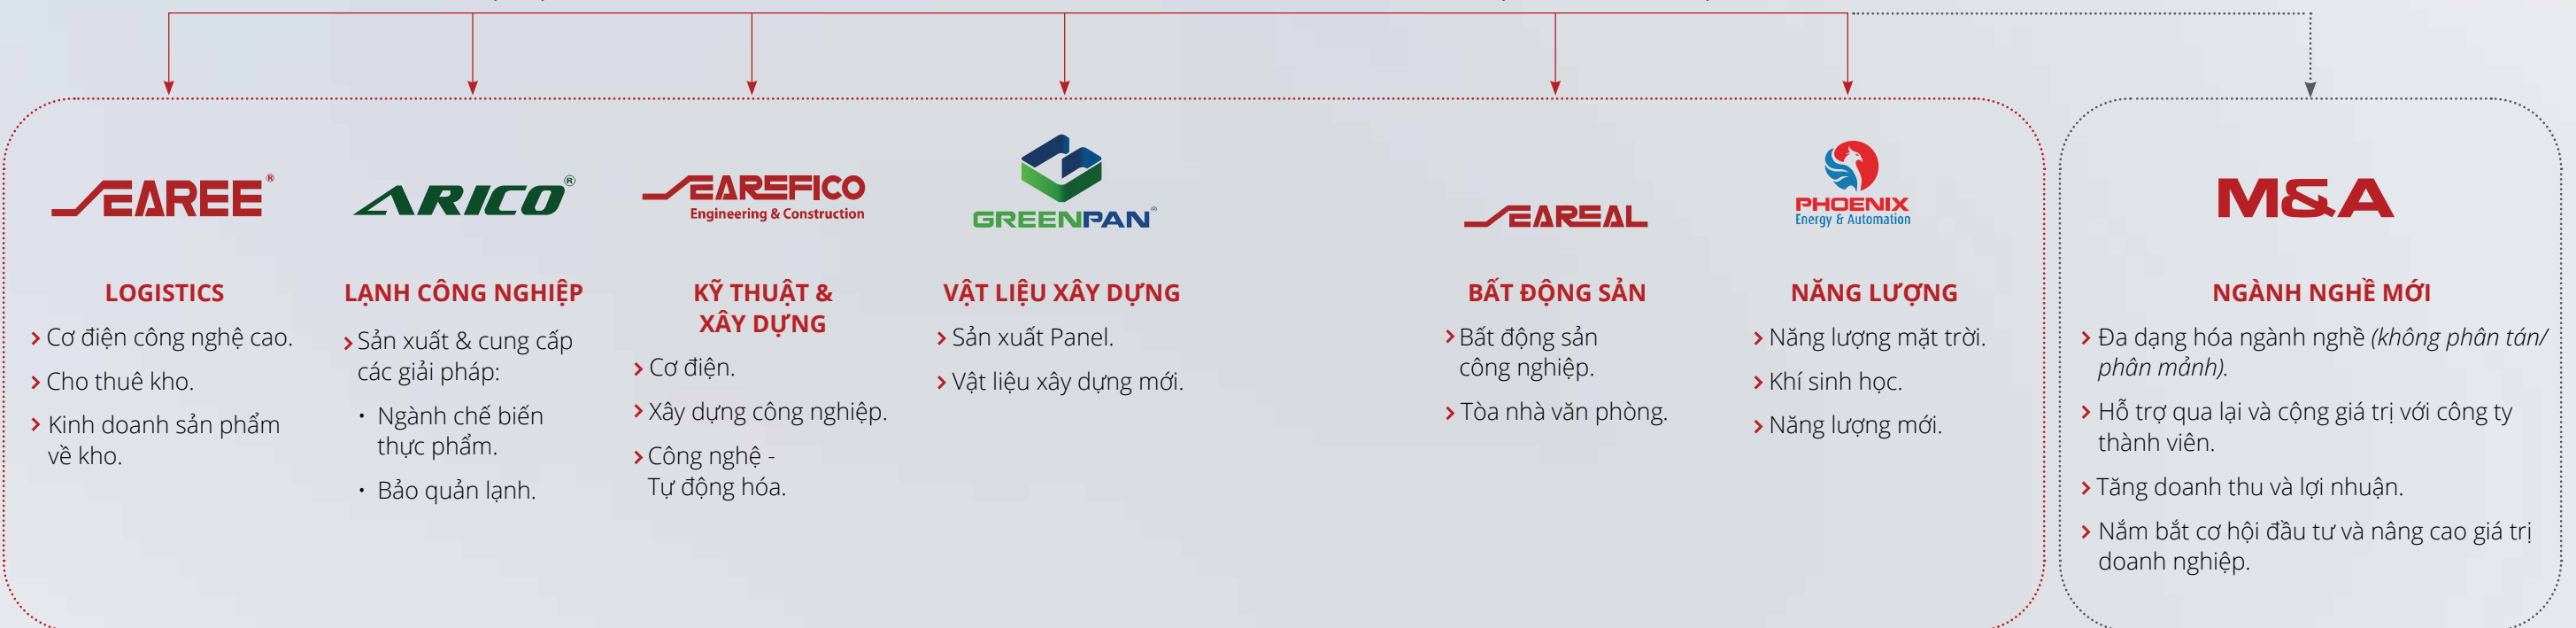 SEAREE®
LOGISTICS
Cơ điện công nghệ cao.
Cho thuê kho.
Kinh doanh sản phẩm
về kho.
ARICO®
LẠNH CÔNG NGHIỆP
Sản xuất & cung cấp
các giải pháp:
• Ngành chế biến
thực phẩm.
• Bảo quản lạnh.
SEAREFICO
Engineering & Construction
KỸ THUẬT &
XÂY DỰNG
Cơ điện.
Xây dựng công nghiệp.
Công nghệ -
Tự động hóa.
GREENPAN®
VẬT LIỆU XÂY DỰNG
Sản xuất Panel.
Vật liệu xây dựng mới.
SEAREAL
BẤT ĐỘNG SẢN
Bất động sản
công nghiệp.
Tòa nhà văn phòng.
PHOENIX
Energy & Automation
NĂNG LƯỢNG
Năng lượng mặt trời.
Khí sinh học.
Năng lượng mới.
M&A
NGÀNH NGHỀ MỚI
Đa dạng hóa ngành nghề (không phân tán/
phân mảnh).
Hỗ trợ qua lại và cộng giá trị với công ty
thành viên.
Tăng doanh thu và lợi nhuận.
Nắm bắt cơ hội đầu tư và nâng cao giá trị
doanh nghiệp.